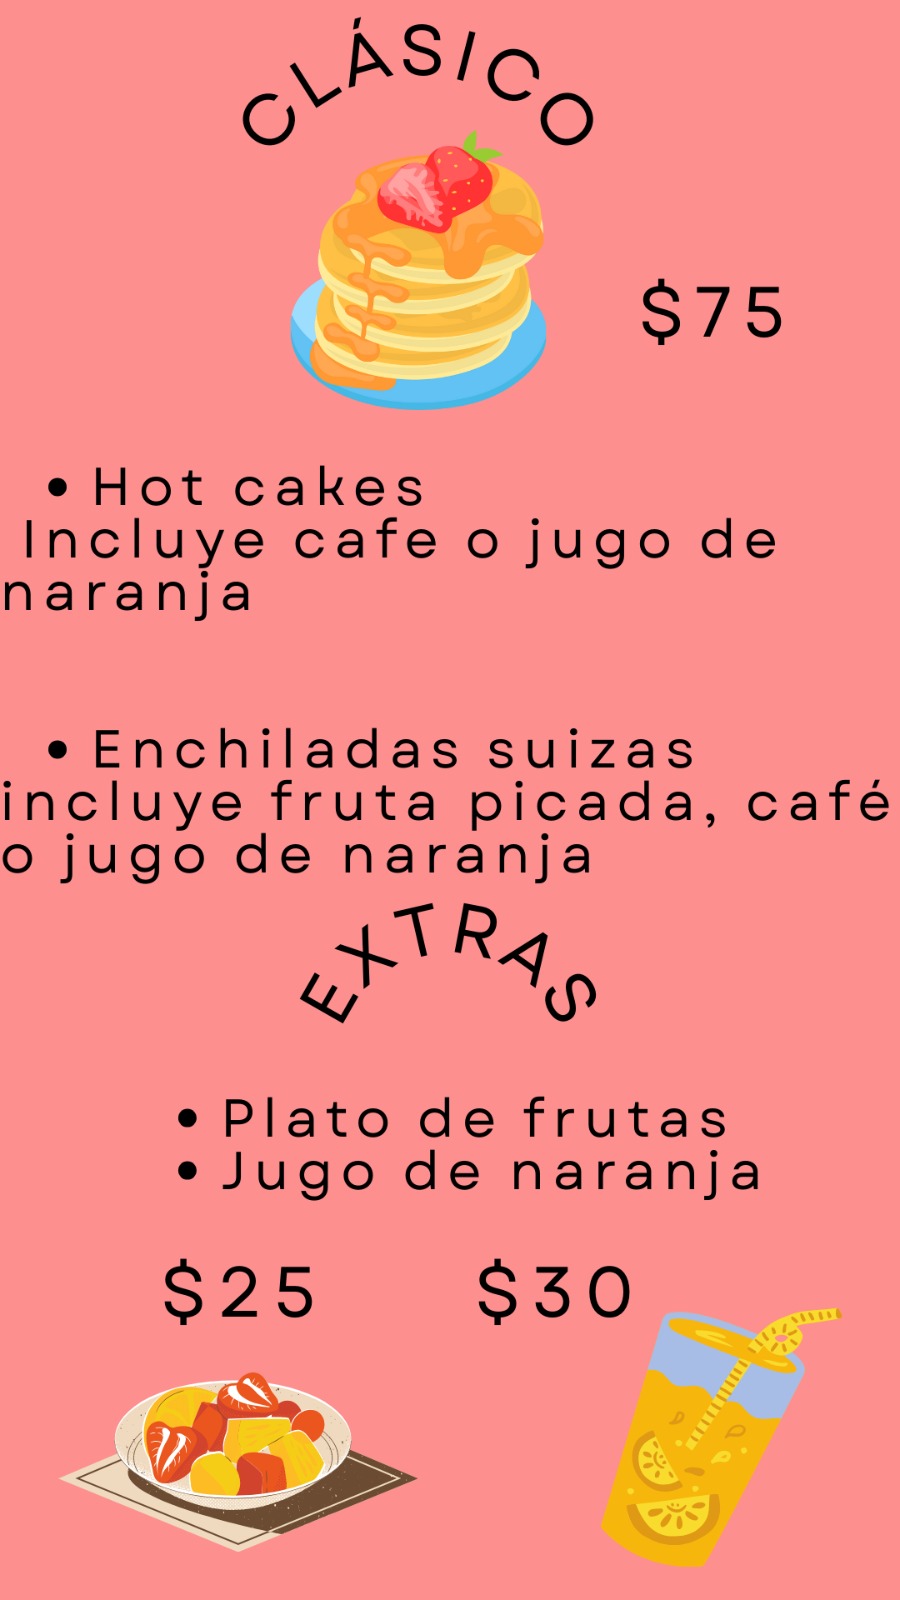 CLÁSICO
$75
• Hot cakes
Incluye cafe o jugo de
naranja
• Enchiladas suizas
incluye fruta picada, café
o jugo de naranja
EXTRAS
• Plato de frutas
• Jugo de naranja
$25 $30